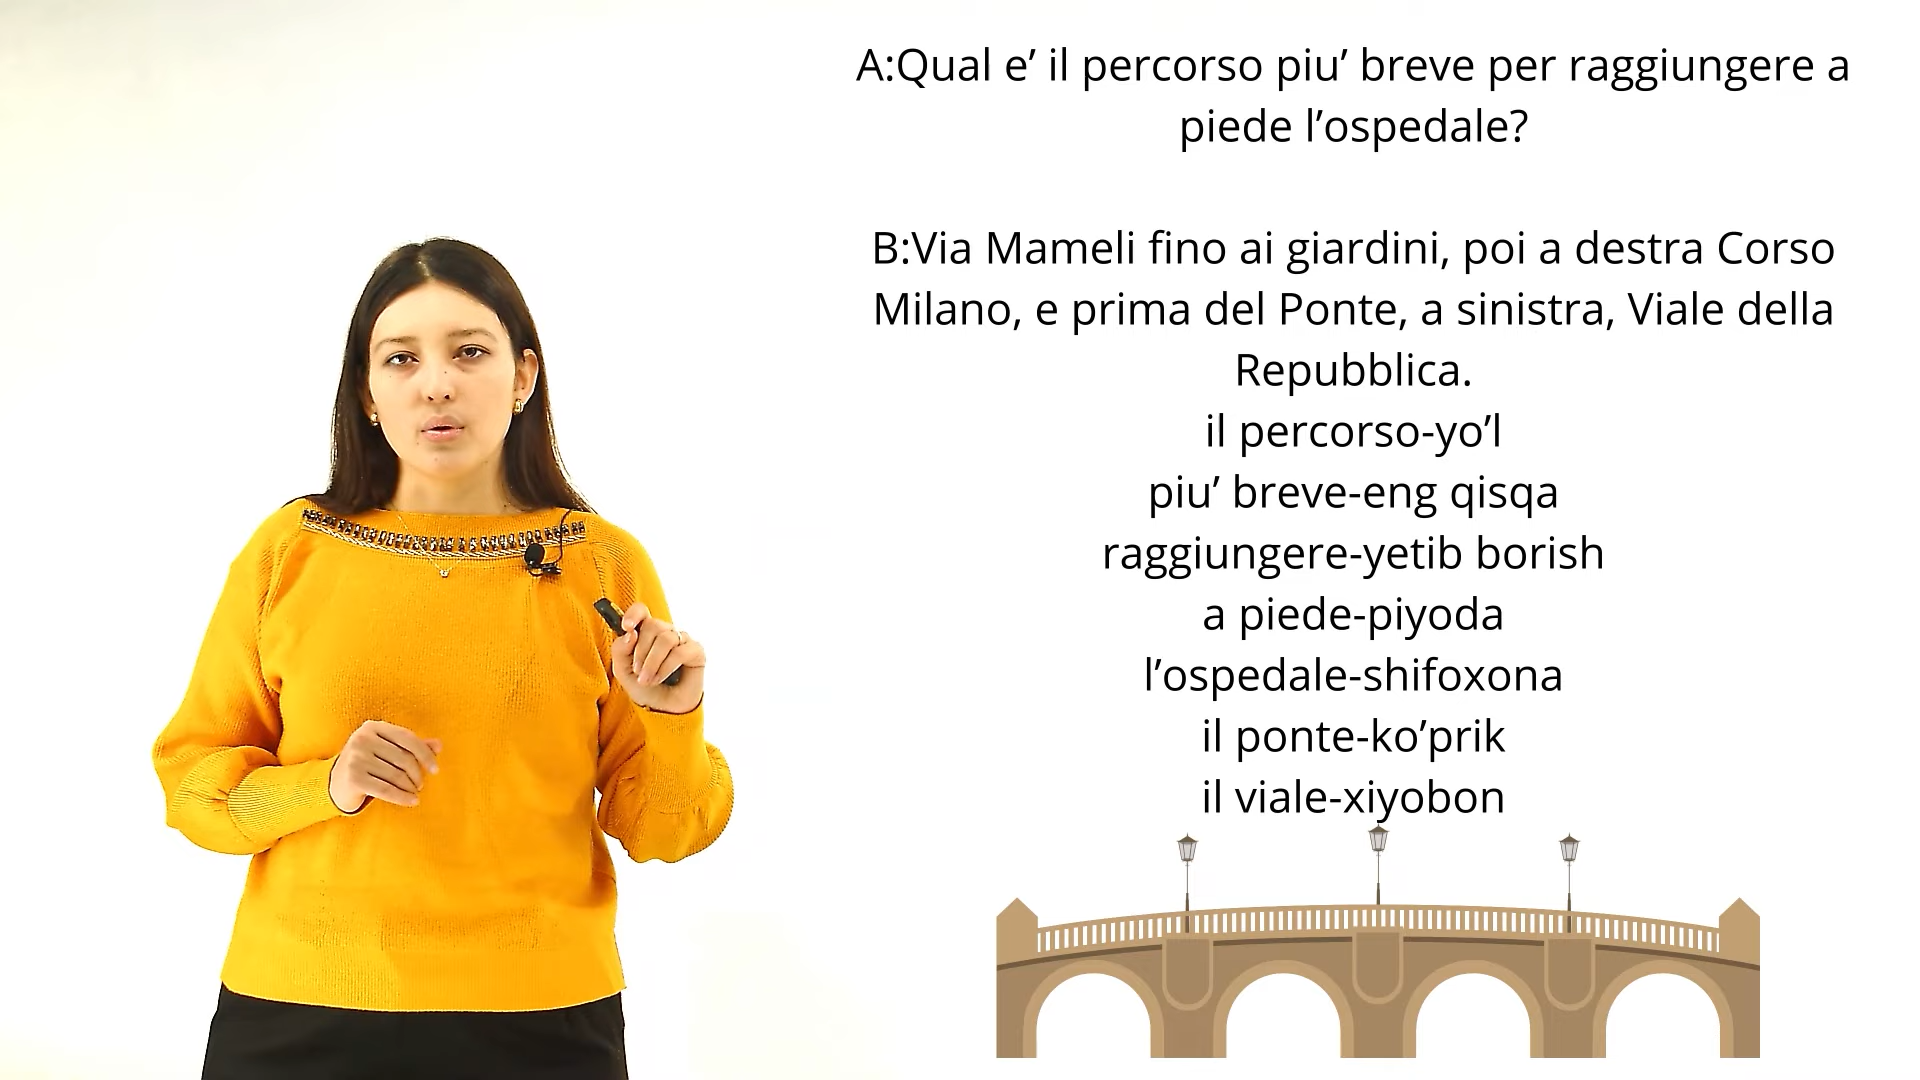 A:Qual e’ il percorso piu’ breve per raggiungere a
piede l’ospedale?
B:Via Mameli fino ai giardini, poi a destra Corso
Milano, e prima del Ponte, a sinistra, Viale della
Repubblica.
il percorso-yo’l
piu’ breve-eng qisqa
raggiungere-yetib borish
a piede-piyoda
l’ospedale-shifoxona
il ponte-ko’prik
il viale-xiyobon